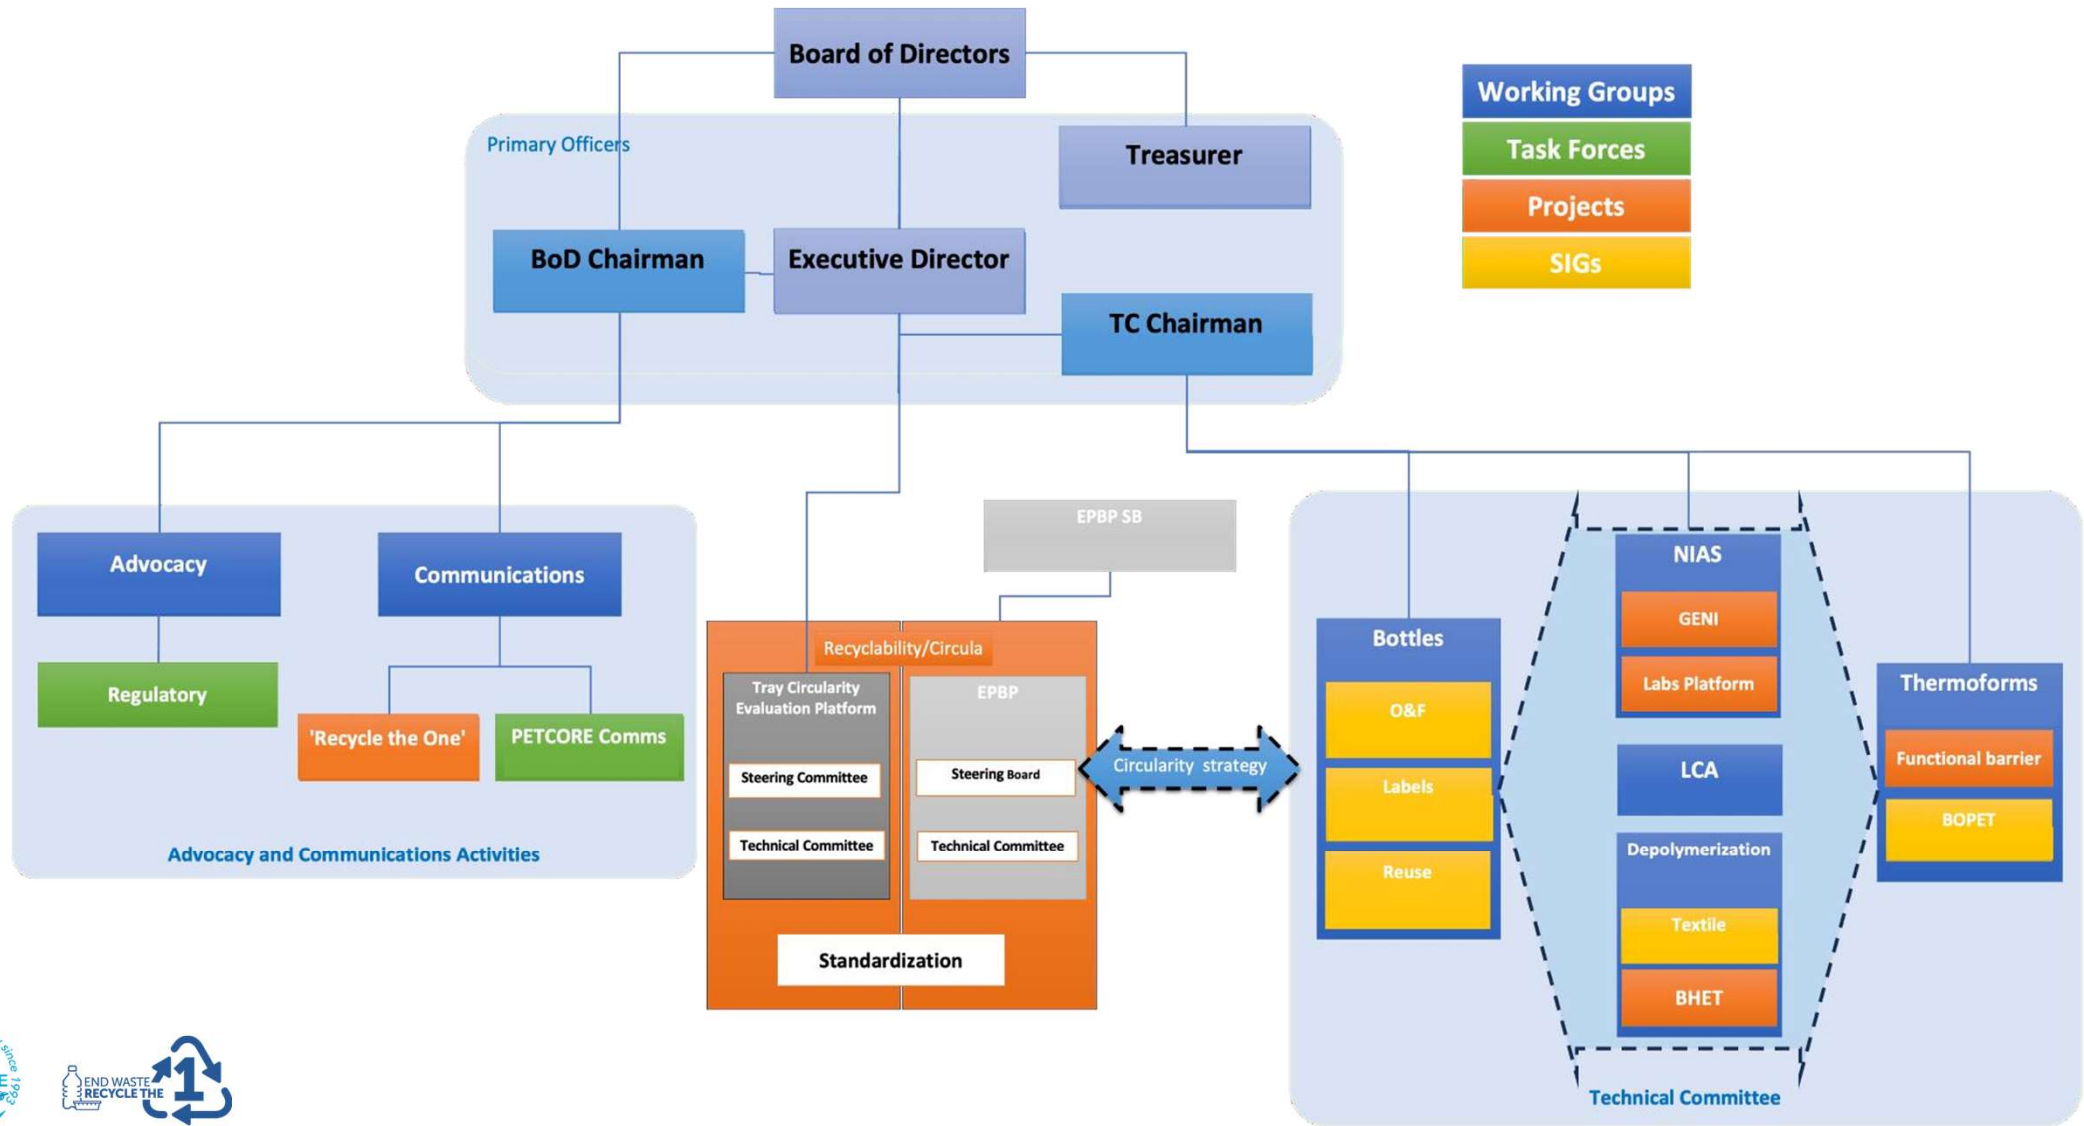 Board of Directors
Primary Officers
Treasurer
BoD Chairman
Executive Director
TC Chairman
Working Groups
Task Forces
Projects
SIGs
Advocacy
Communications
Regulatory
'Recycle the One'
PETCORE Comms
Advocacy and Communications Activities
EPBP SB
Recyclability/Circula
Tray Circularity
Evaluation Platform
Steering Committee
Technical Committee
EPBP
Steering Board
Technical Committee
Standardization
Circularity strategy
Bottles
O&F
Labels
Reuse
NIAS
GENI
Labs Platform
LCA
Depolymerization
Textile
BHET
Thermoforms
Functional barrier
BOPET
Technical Committee
since 1993
END WASTE
RECYCLE THE
1